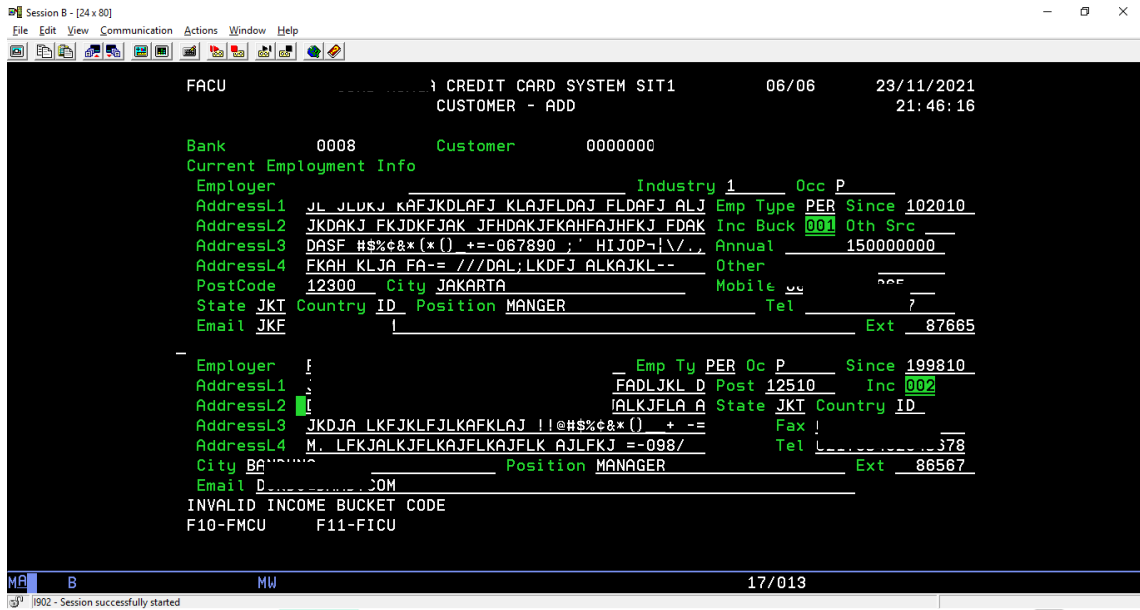 Session B - [24 x 80]
File Edit View Communication Actions Window Help
FACU CREDIT CARD SYSTEM SIT1 06/06 23/11/2021
CUSTOMER - ADD 21:46:16
Bank 0008 Customer 0000000
Current Employment Info
Employer Industry 1 Occ P
AddressL1 JL JLDKJ KAFJKDLAFJ KLAJFLDAJ FLDAFJ ALJ Emp Type PER Since 102010
AddressL2 JKDAKJ FKJDKFJAK JFHDAKJFKAHFAJHFKJ FDAK Inc Buck 001 Oth Src
AddressL3 DASF #$%¢&*(*()_+=-067890 ;' HIJOP¬¦\/., Annual 150000000
AddressL4 FKAH KLJA FA-= ///DAL;LKDFJ ALKAJKL-- Other
PostCode 12300 City JAKARTA Mobile
State JKT Country ID Position MANGER Tel 7
Email JKF Ext 87665
Employer Emp Ty PER Oc P Since 199810
AddressL1 FADLJKL D Post 12510 Inc 002
AddressL2 ALKJFLA A State JKT Country ID
AddressL3 JKDJA LKFJKLFJLKAFKLAJ !!@#$%¢&*()__+ -= Fax
AddressL4 M. LFKJALKJFLKAJFLKAJFLK AJLFKJ =-098/ Tel 678
City Position MANAGER Ext 86567
Email COM
INVALID INCOME BUCKET CODE
F10-FMCU F11-FICU
MA B MW 17/013
I902 - Session successfully started